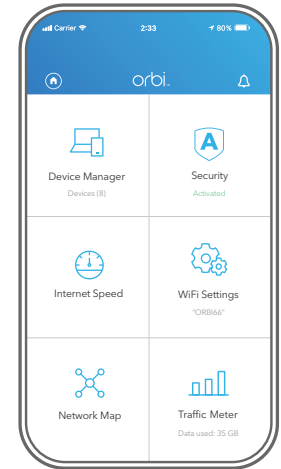 Carrier 2:33 80%
orbi™
Device Manager
Devices (8)
A
Security
Activated
Internet Speed
WiFi Settings
"ORBI66"
Network Map
Traffic Meter
Data used: 35 GB